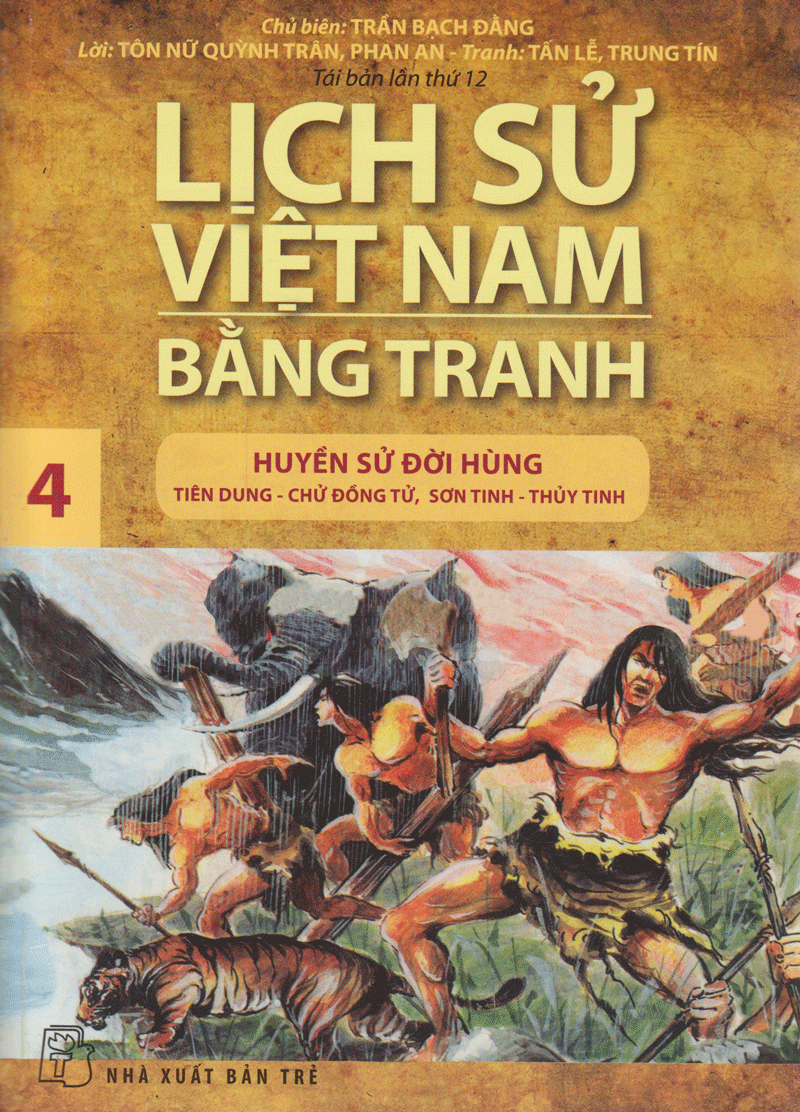 Chủ biên: TRẦN BẠCH ĐẰNG
Lời: TÔN NỮ QUỲNH TRÂN, PHAN AN - Tranh: TẤN LỄ, TRUNG TÍN
Tái bản lần thứ 12
LỊCH SỬ
VIỆT NAM
BẰNG TRANH
4
HUYỀN SỬ ĐỜI HÙNG
TIÊN DUNG - CHỬ ĐỒNG TỬ, SƠN TINH - THỦY TINH
NHÀ XUẤT BẢN TRẺ